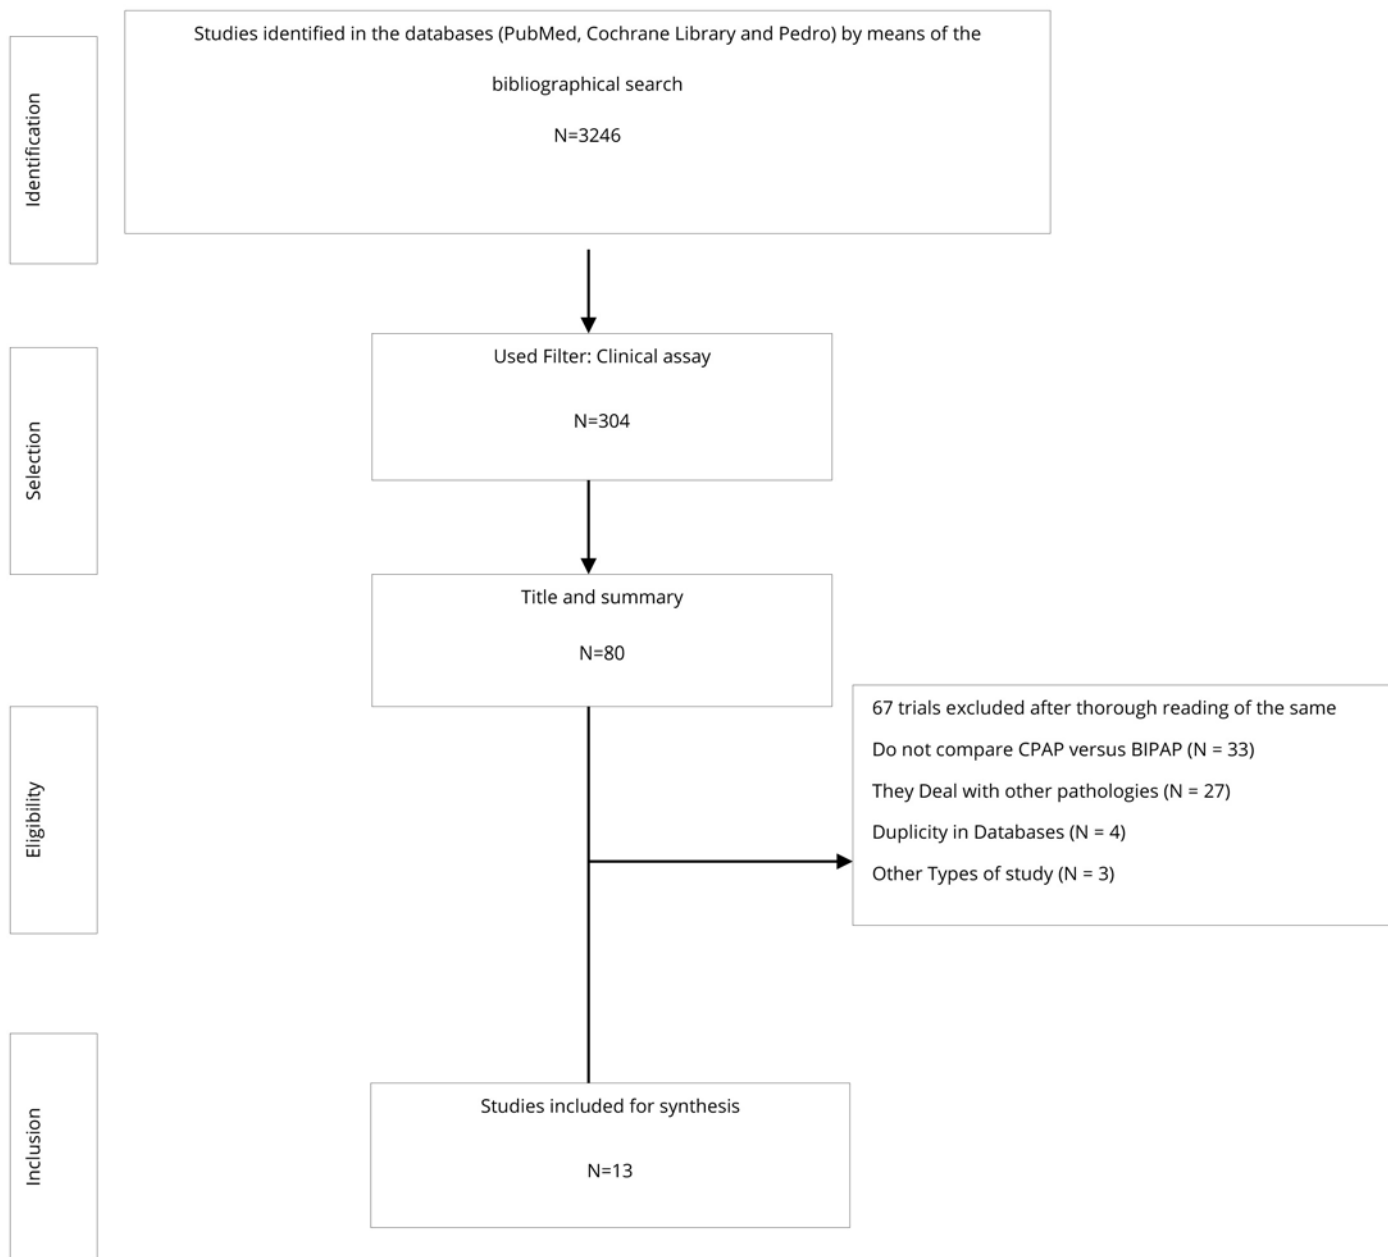 Identification
Studies identified in the databases (PubMed, Cochrane Library and Pedro) by means of the
bibliographical search
N=3246
Selection
Used Filter: Clinical assay
N=304
Title and summary
N=80
Eligibility
67 trials excluded after thorough reading of the same
Do not compare CPAP versus BIPAP (N = 33)
They Deal with other pathologies (N = 27)
Duplicity in Databases (N = 4)
Other Types of study (N = 3)
Inclusion
Studies included for synthesis
N=13